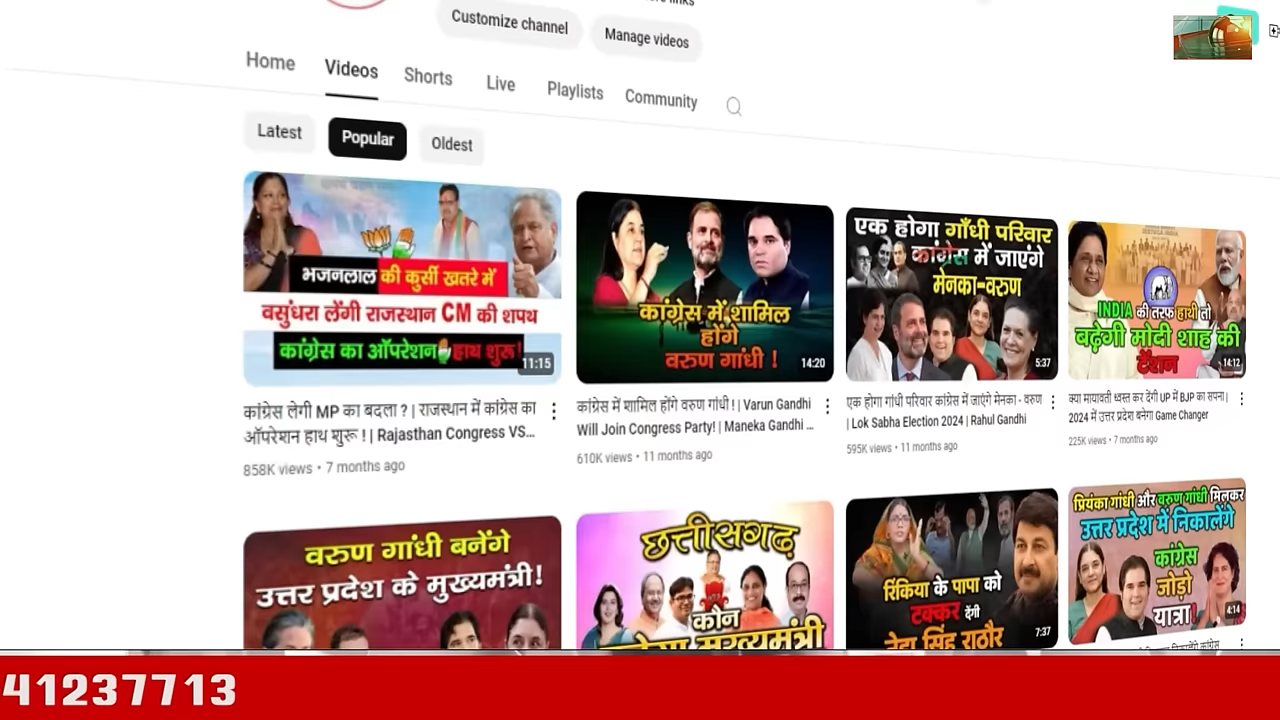 Customize channel
Manage videos
Home
Videos
Shorts
Live
Playlists
Community
Latest
Popular
Oldest
भजनलाल की कुर्सी खतरे में
वसुंधरा लेंगी राजस्थान CM की शपथ
कांग्रेस का ऑपरेशन हाथ शुरू!
11:15
कांग्रेस लेगी MP का बदला ? | राजस्थान में कांग्रेस का
ऑपरेशन हाथ शुरू ! | Rajasthan Congress VS...
858K views • 7 months ago
कांग्रेस में शामिल
होंगे
वरुण गांधी !
14:20
कांग्रेस में शामिल होंगे वरुण गांधी ! | Varun Gandhi
Will Join Congress Party! | Maneka Gandhi ...
610K views • 11 months ago
एक होगा गाँधी परिवार
कांग्रेस में जाएंगे
मेनका-वरुण
5:37
एक होगा गांधी परिवार कांग्रेस में जाएंगे मेनका - वरुण
| Lok Sabha Election 2024 | Rahul Gandhi
595K views • 11 months ago
INDIA की तरफ हाथी तो
बढ़ेगी मोदी शाह की
टेंशन
14:12
क्या मायावती ध्वस्त कर देंगी UP में BJP का सपना |
2024 में उत्तर प्रदेश बनेगा Game Changer
225K views • 7 months ago
वरुण गांधी बनेंगे
उत्तर प्रदेश के मुख्यमंत्री!
छत्तीसगढ़
कौन
मुख्यमंत्री
रिंकिया के पापा को
टक्कर देंगी
नेहा सिंह राठौर
7:37
प्रियंका गांधी और वरुण गांधी मिलकर
उत्तर प्रदेश में निकालेंगे
कांग्रेस
जोड़ो
यात्रा!
4:14
41237713